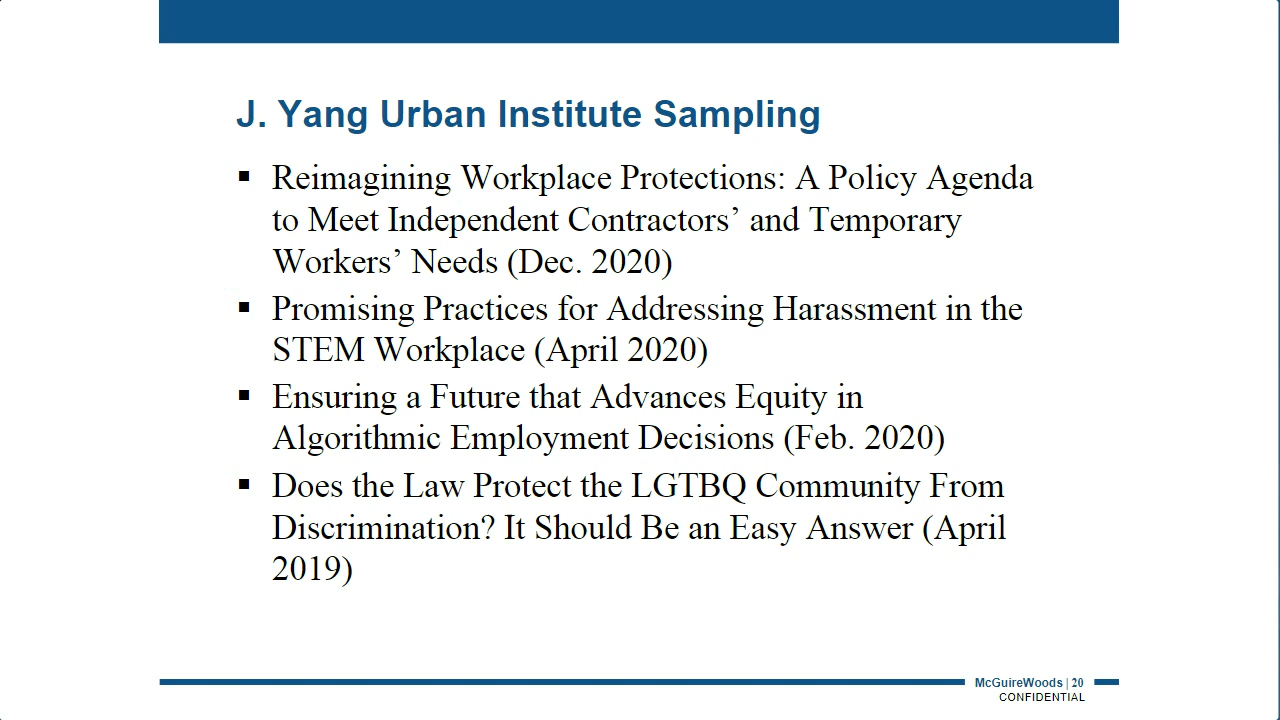 J. Yang Urban Institute Sampling
▪ Reimagining Workplace Protections: A Policy Agenda
to Meet Independent Contractors’ and Temporary
Workers’ Needs (Dec. 2020)
▪ Promising Practices for Addressing Harassment in the
STEM Workplace (April 2020)
▪ Ensuring a Future that Advances Equity in
Algorithmic Employment Decisions (Feb. 2020)
▪ Does the Law Protect the LGTBQ Community From
Discrimination? It Should Be an Easy Answer (April
2019)
McGuireWoods | 20
CONFIDENTIAL